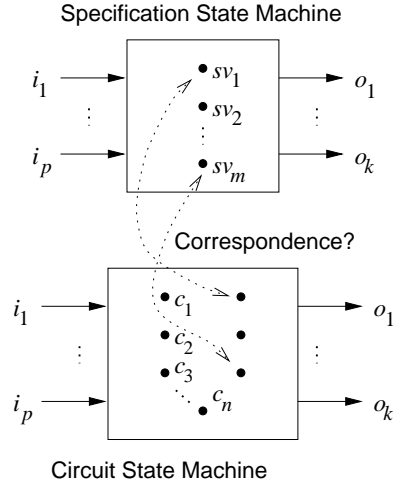 Specification State Machine
i1 sv1 o1
sv2
⋮ ⋮ ⋮
ip svm ok
Correspondence?
i1 c1 o1
c2
⋮ c3 ⋮
ip ⋱ cn ok
Circuit State Machine